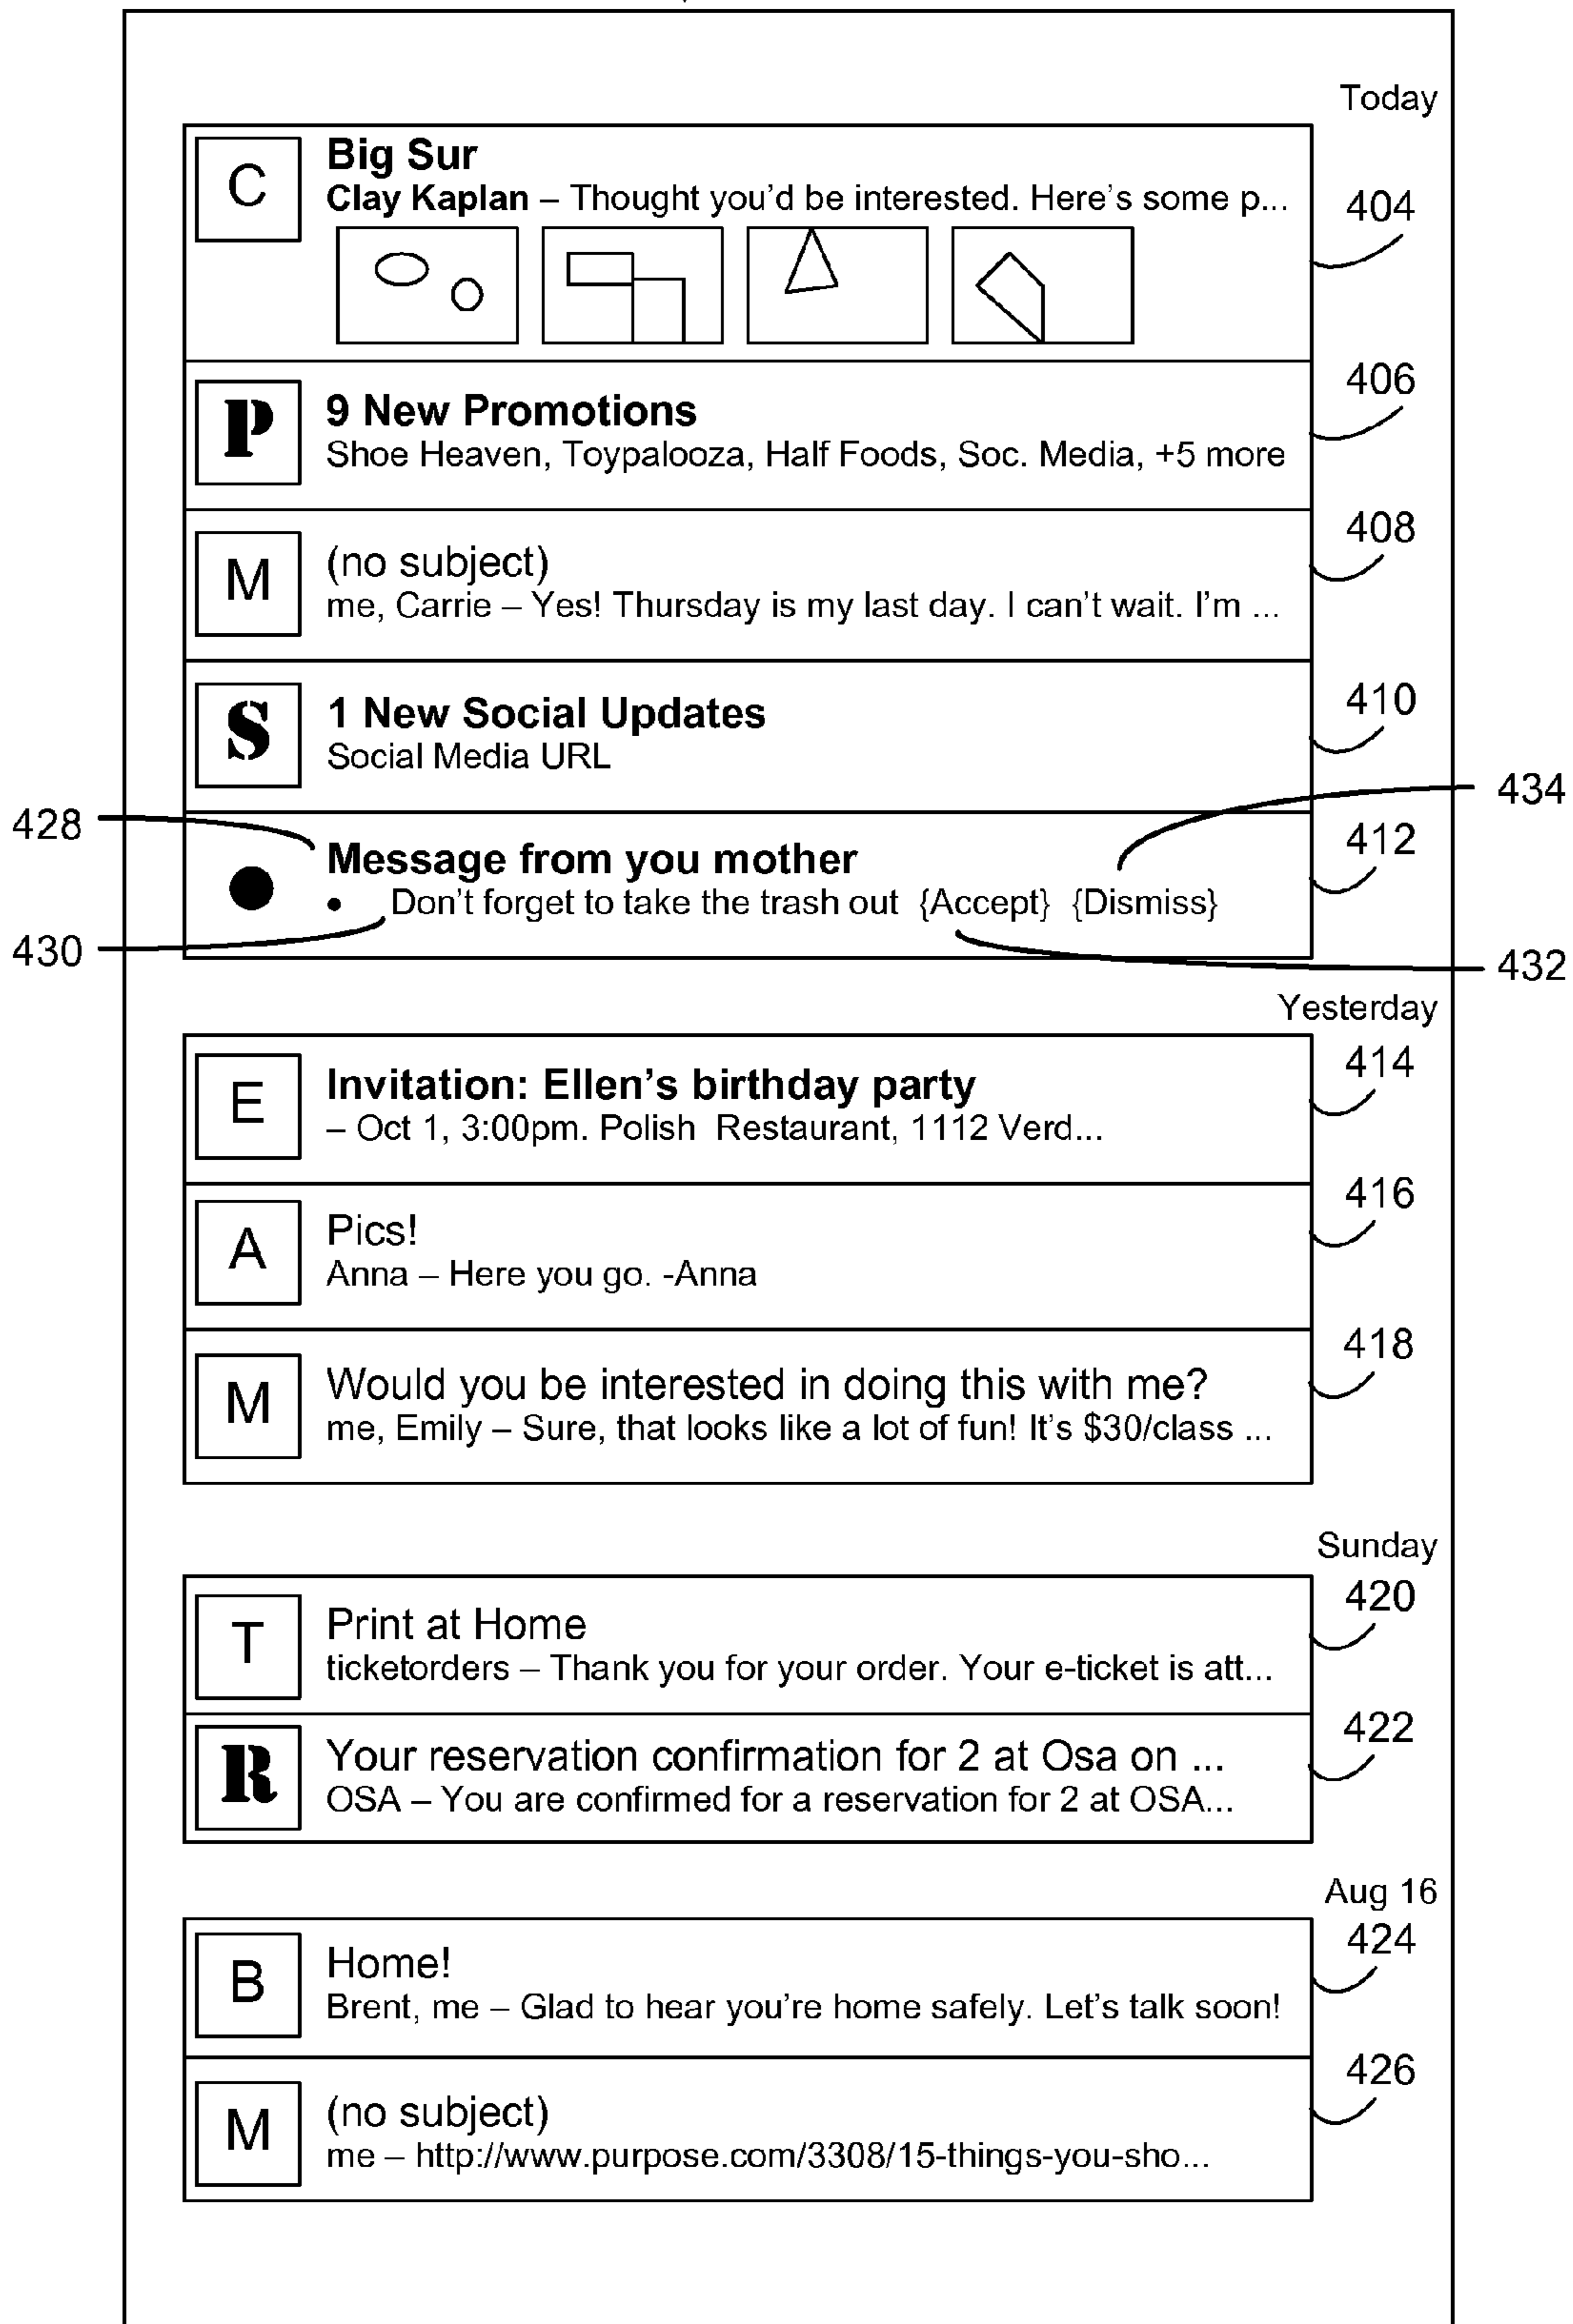 Today
C
Big Sur
Clay Kaplan – Thought you'd be interested. Here's some p...
404
P
9 New Promotions
Shoe Heaven, Toypalooza, Half Foods, Soc. Media, +5 more
406
M
(no subject)
me, Carrie – Yes! Thursday is my last day. I can't wait. I'm ...
408
S
1 New Social Updates
Social Media URL
410
434
428
Message from you mother
412
• Don't forget to take the trash out {Accept} {Dismiss}
430
432
Yesterday
E
Invitation: Ellen's birthday party
– Oct 1, 3:00pm. Polish Restaurant, 1112 Verd...
414
A
Pics!
Anna – Here you go. -Anna
416
M
Would you be interested in doing this with me?
me, Emily – Sure, that looks like a lot of fun! It's $30/class ...
418
Sunday
T
Print at Home
ticketorders – Thank you for your order. Your e-ticket is att...
420
R
Your reservation confirmation for 2 at Osa on ...
OSA – You are confirmed for a reservation for 2 at OSA...
422
Aug 16
B
Home!
Brent, me – Glad to hear you're home safely. Let's talk soon!
424
M
(no subject)
me – http://www.purpose.com/3308/15-things-you-sho...
426